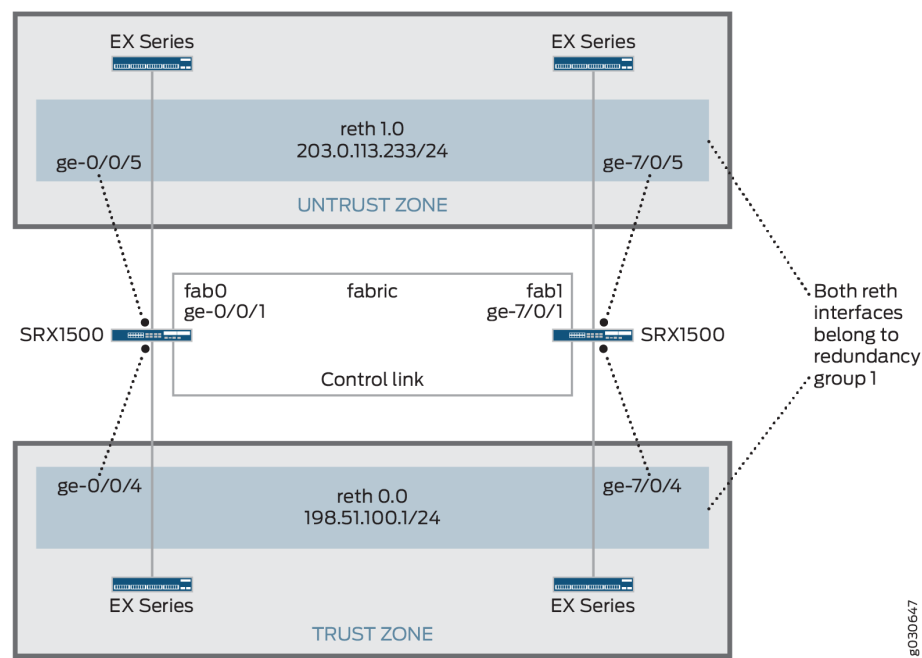 EX Series
EX Series
reth 1.0
203.0.113.233/24
ge-0/0/5
ge-7/0/5
UNTRUST ZONE
fab0
fabric
fab1
ge-0/0/1
ge-7/0/1
SRX1500
SRX1500
Control link
Both reth
interfaces
belong to
redundancy
group 1
ge-0/0/4
ge-7/0/4
reth 0.0
198.51.100.1/24
EX Series
EX Series
TRUST ZONE
g030647